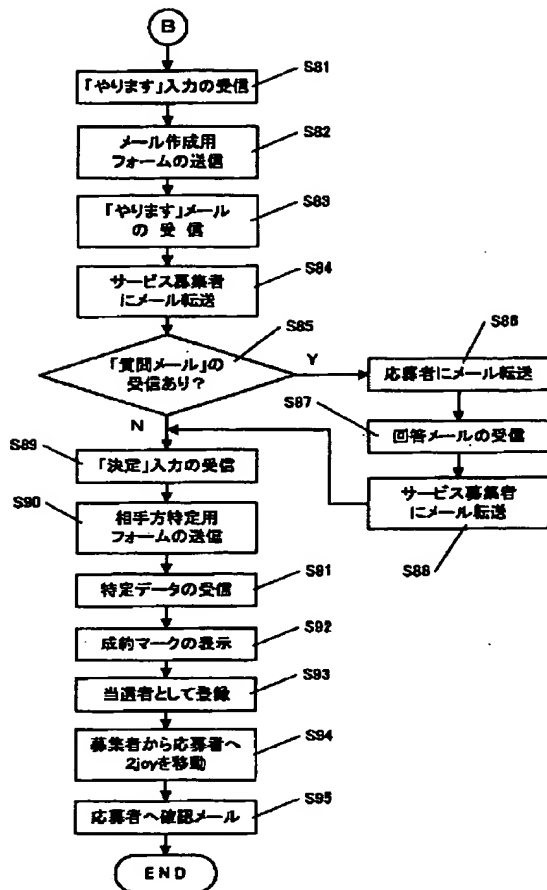 B
「やります」入力の受信
S81
メール作成用
フォームの送信
S82
「やります」メール
の 受 信
S83
サービス募集者
にメール転送
S84
「質問メール」の
受信あり?
S85
Y
N
応募者にメール転送
S86
回答メールの受信
S87
サービス募集者
にメール転送
S88
「決定」入力の受信
S89
相手方特定用
フォームの送信
S90
特定データの受信
S81
成約マークの表示
S92
当選者として登録
S93
募集者から応募者へ
2joyを移動
S94
応募者へ確認メール
S95
END